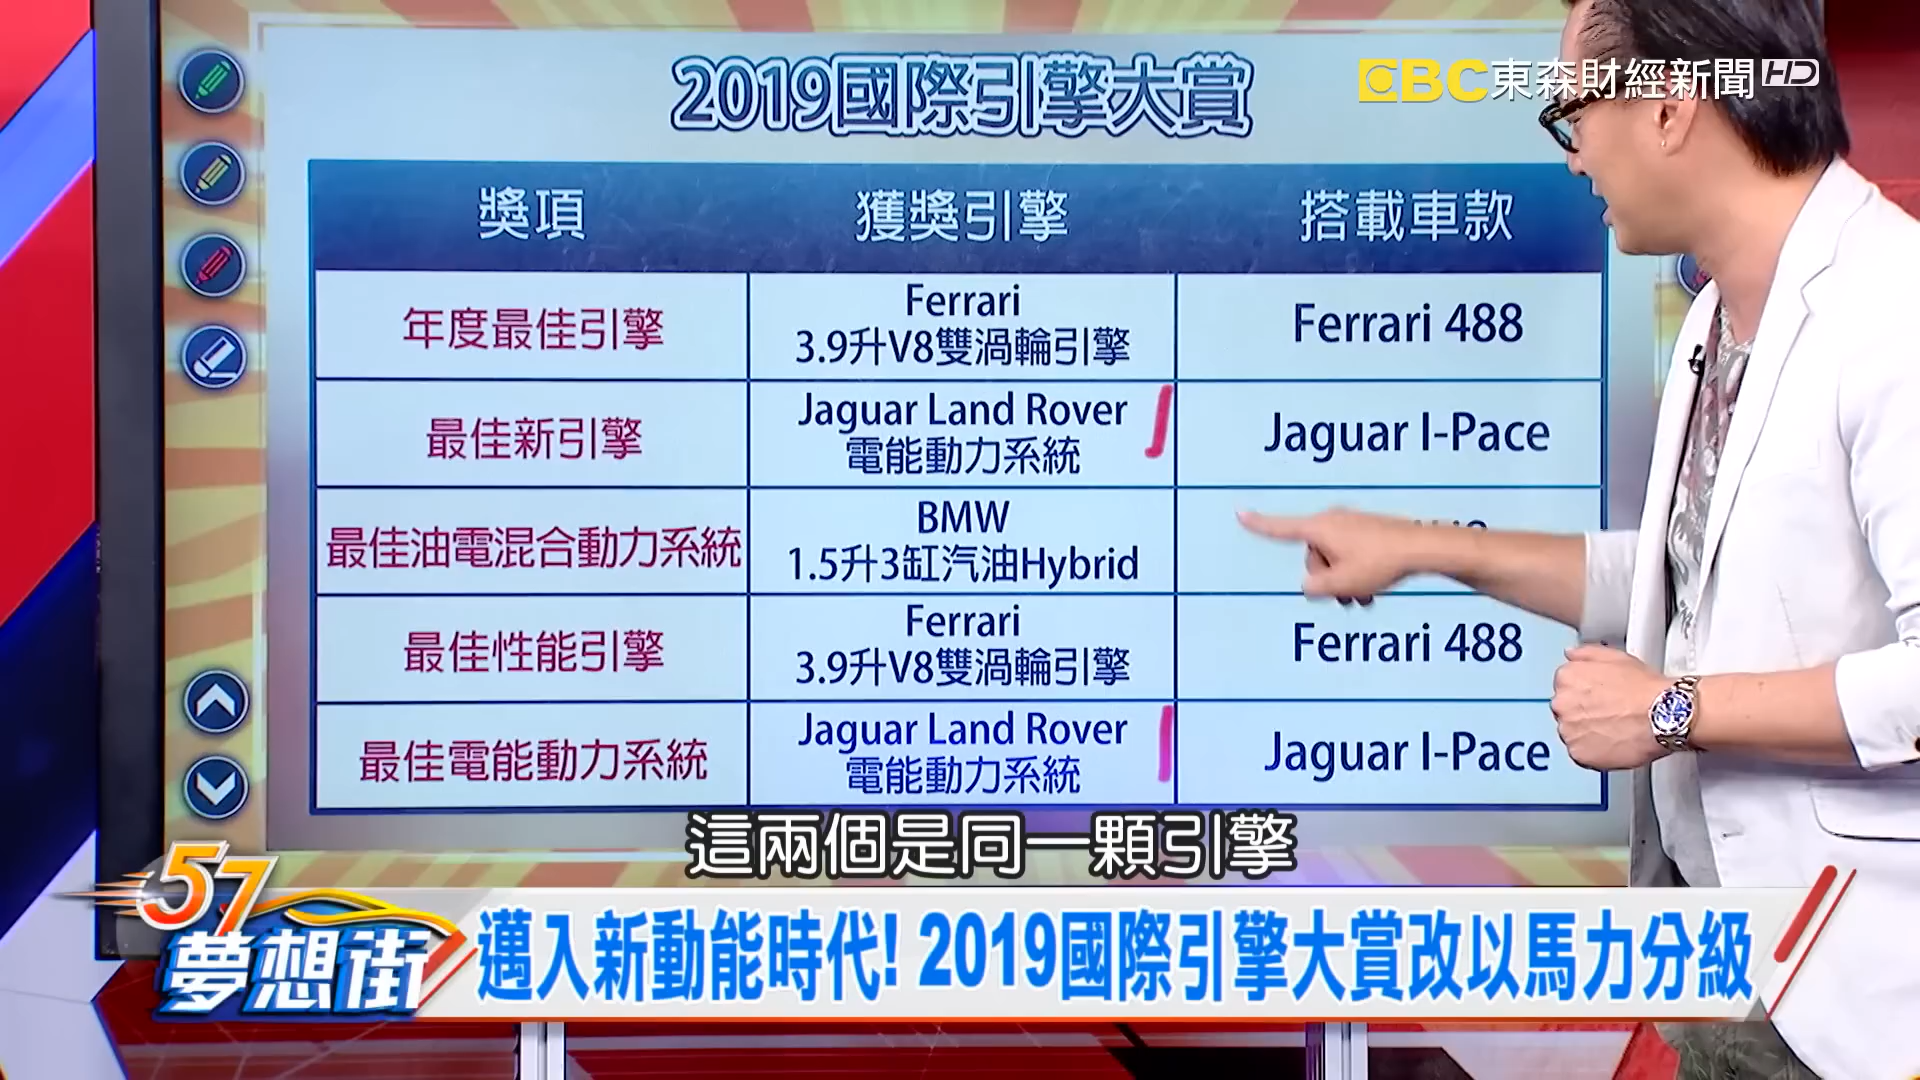 2019國際引擎大賞
EBC東森財經新聞HD
獎項
獲獎引擎
搭載車款
年度最佳引擎
Ferrari
3.9升V8雙渦輪引擎
Ferrari 488
最佳新引擎
Jaguar Land Rover
電能動力系統
Jaguar I-Pace
最佳油電混合動力系統
BMW
1.5升3缸汽油Hybrid
最佳性能引擎
Ferrari
3.9升V8雙渦輪引擎
Ferrari 488
最佳電能動力系統
Jaguar Land Rover
電能動力系統
Jaguar I-Pace
這兩個是同一顆引擎
57
夢想街
邁入新動能時代! 2019國際引擎大賞改以馬力分級